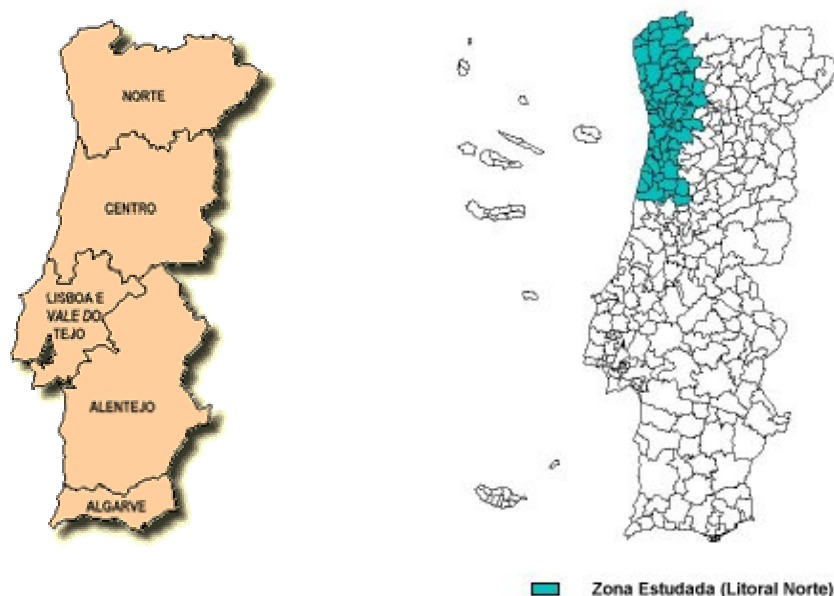 NORTE
CENTRO
LISBOA E
VALE DO
TEJO
ALENTEJO
ALGARVE
Zona Estudada (Litoral Norte)